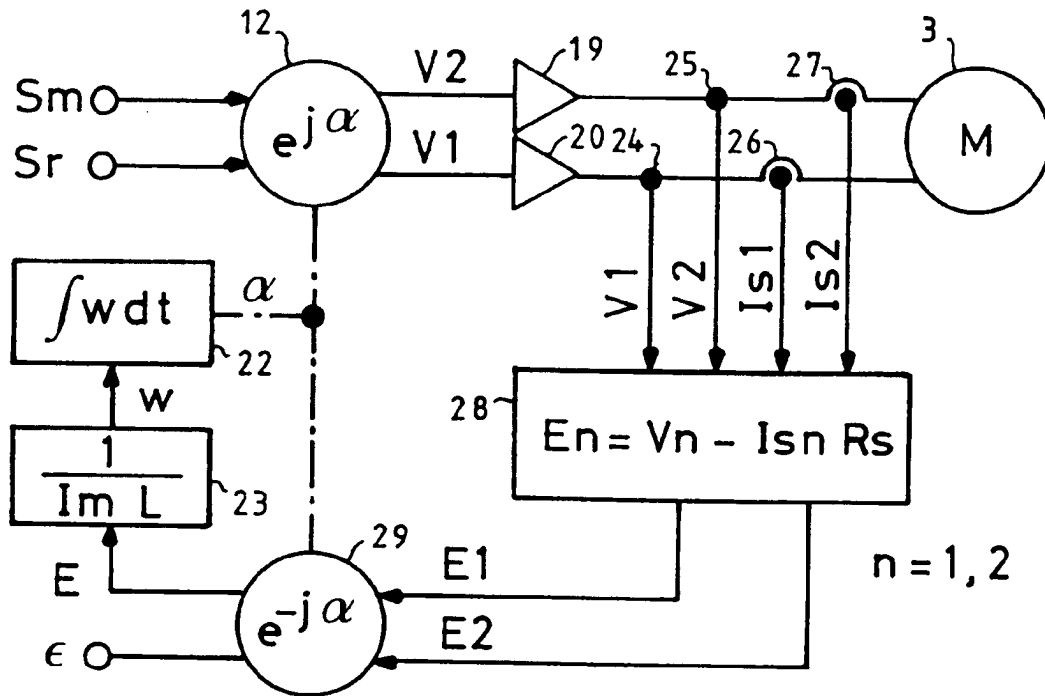 12
19
25
27
3
Sm
V2
e^jα
M
Sr
V1
20
24
26
V1
V2
Is1
Is2
∫wdt
α
22
w
28
En = Vn - Isn Rs
1
Im L
23
29
E
E1
n = 1, 2
e^-jα
E2
ϵ